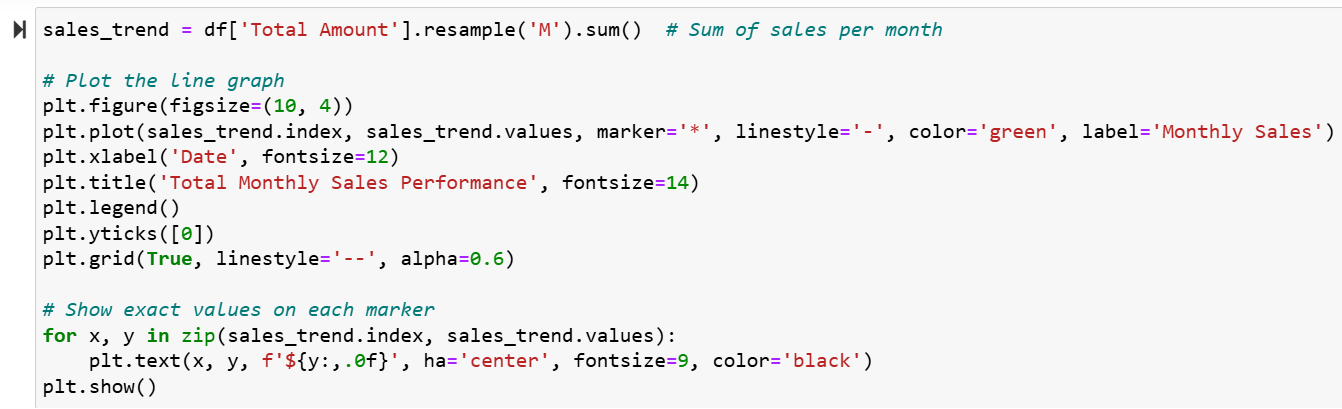 sales_trend = df['Total Amount'].resample('M').sum()  # Sum of sales per month

# Plot the line graph
plt.figure(figsize=(10, 4))
plt.plot(sales_trend.index, sales_trend.values, marker='*', linestyle='-', color='green', label='Monthly Sales')
plt.xlabel('Date', fontsize=12)
plt.title('Total Monthly Sales Performance', fontsize=14)
plt.legend()
plt.yticks([0])
plt.grid(True, linestyle='--', alpha=0.6)

# Show exact values on each marker
for x, y in zip(sales_trend.index, sales_trend.values):
    plt.text(x, y, f'${y:,.0f}', ha='center', fontsize=9, color='black')
plt.show()